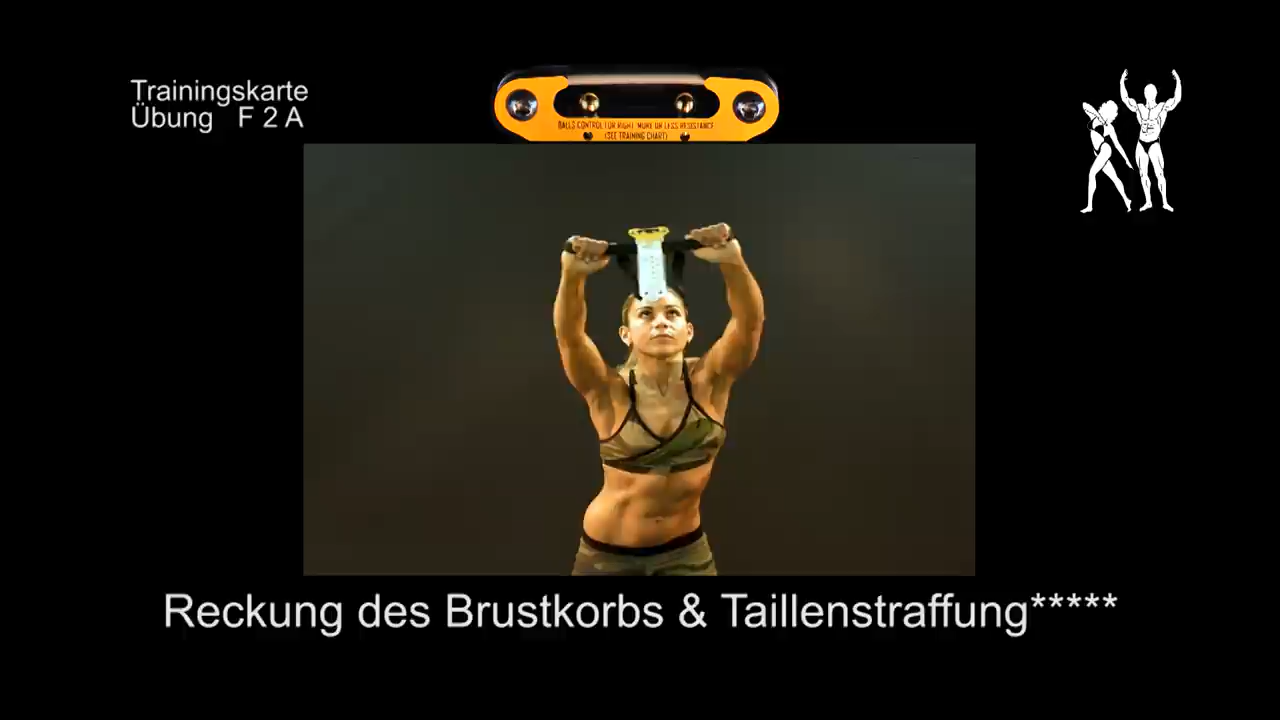 Trainingskarte
Übung F 2 A
BALLS CONTROL FOR RIGHT, MORE OR LESS RESISTANCE
(SEE TRAINING CHART)
Reckung des Brustkorbs & Taillenstraffung*****